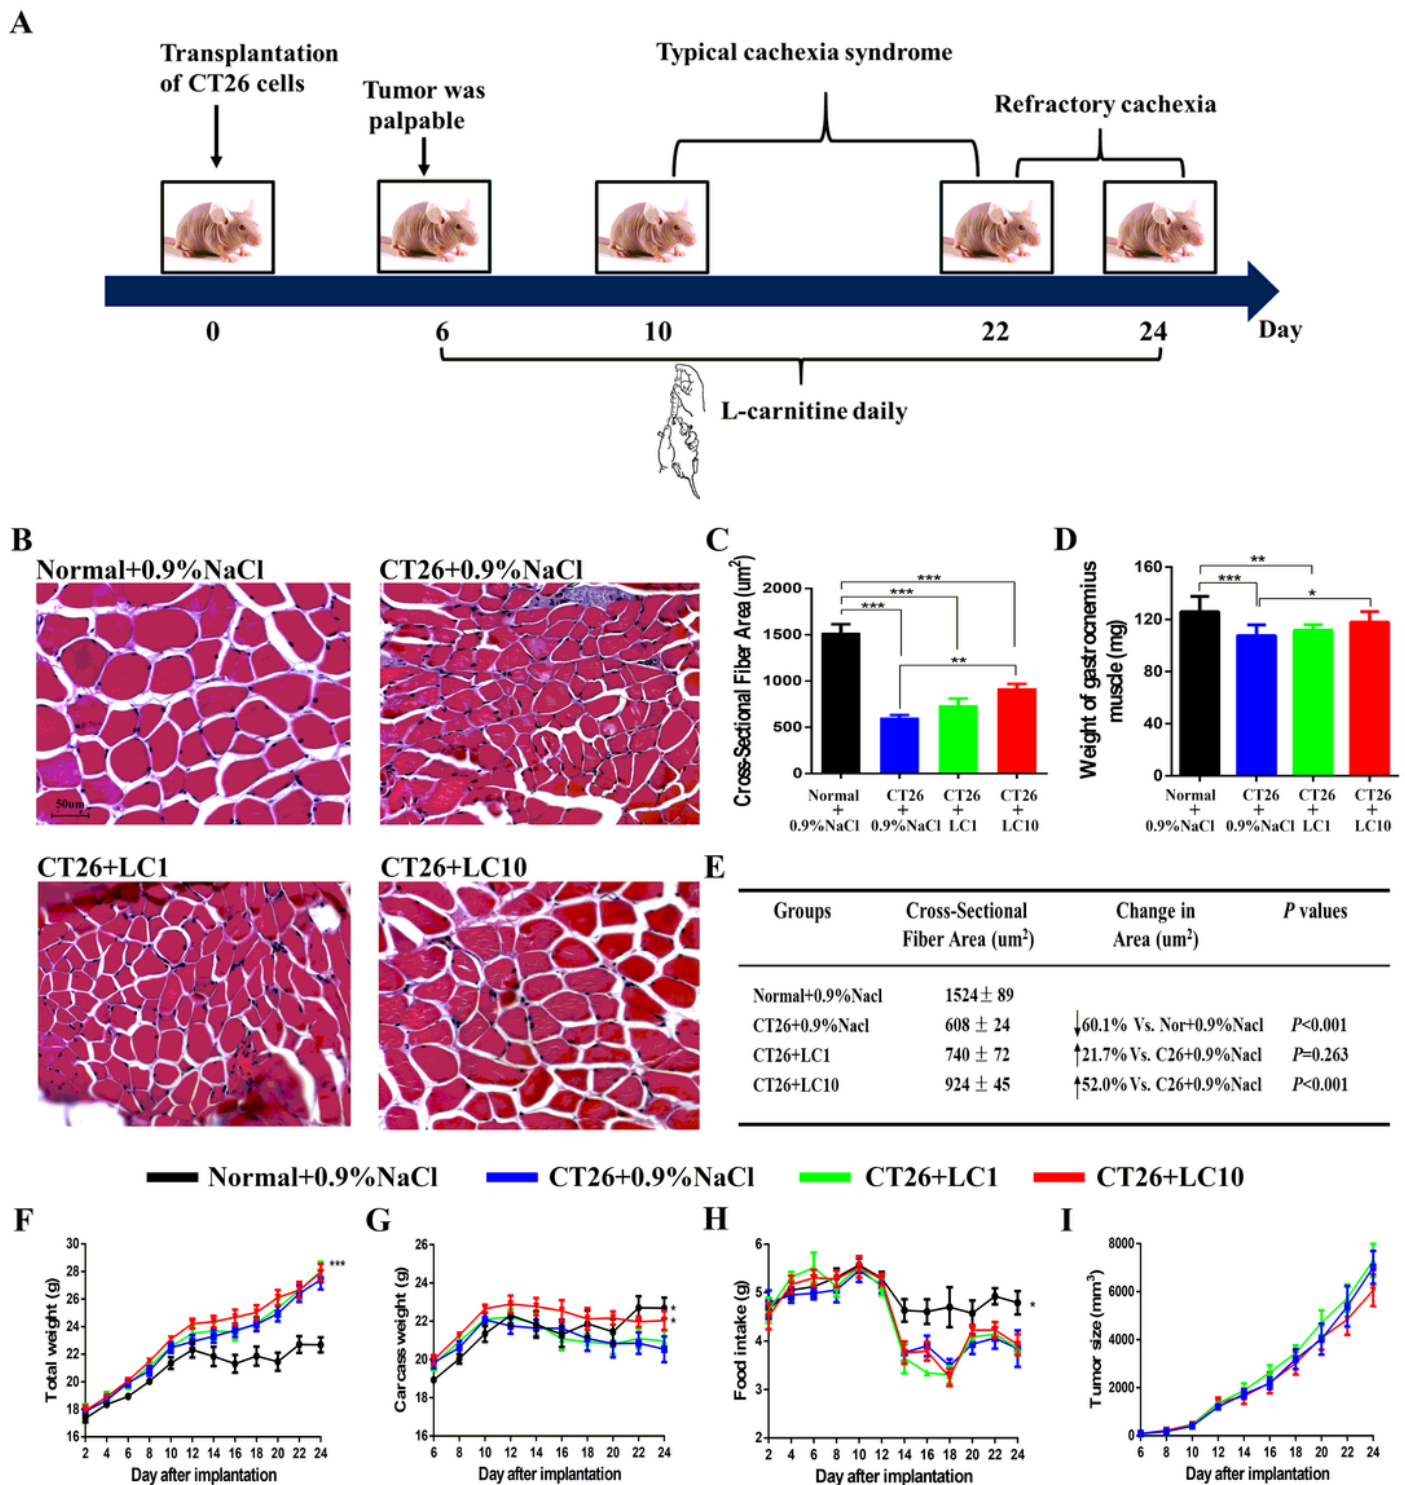 A
Transplantation
of CT26 cells
Tumor was
palpable
Typical cachexia syndrome
Refractory cachexia
0 6 10 22 24 Day
L-carnitine daily
B
Normal+0.9%NaCl
CT26+0.9%NaCl
50um
CT26+LC1
CT26+LC10
C
Cross-Sectional Fiber Area (um²)
2000
1500
1000
500
0
***
***
***
**
Normal CT26 CT26 CT26
+ + + +
0.9%NaCl 0.9%NaCl LC1 LC10
D
Weight of gastrocnemius
muscle (mg)
160
120
80
40
0
**
***
*
Normal CT26 CT26 CT26
+ + + +
0.9%NaCl 0.9%NaCl LC1 LC10
E
Groups Cross-Sectional Change in P values
Fiber Area (um²) Area (um²)
Normal+0.9%Nacl 1524 ± 89
CT26+0.9%Nacl 608 ± 24 ↓60.1% Vs. Nor+0.9%Nacl P<0.001
CT26+LC1 740 ± 72 ↑21.7% Vs. C26+0.9%Nacl P=0.263
CT26+LC10 924 ± 45 ↑52.0% Vs. C26+0.9%Nacl P<0.001
Normal+0.9%NaCl CT26+0.9%NaCl CT26+LC1 CT26+LC10
F
Total weight (g)
30
28
26
24
22
20
18
16
***
2 4 6 8 10 12 14 16 18 20 22 24
Day after implantation
G
Carcass weight (g)
26
24
22
20
18
16
*
*
6 8 10 12 14 16 18 20 22 24
Day after implantation
H
Food intake (g)
6
5
4
3
2
*
2 4 6 8 10 12 14 16 18 20 22 24
Day after implantation
I
Tumor size (mm³)
8000
6000
4000
2000
0
6 8 10 12 14 16 18 20 22 24
Day after implantation